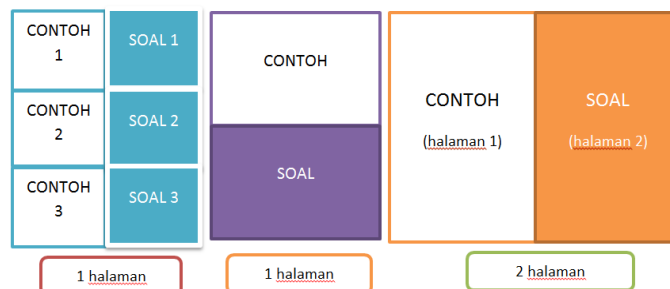 CONTOH
1
SOAL 1
CONTOH
2
SOAL 2
CONTOH
3
SOAL 3
1 halaman
CONTOH
SOAL
1 halaman
CONTOH
(halaman 1)
SOAL
(halaman 2)
2 halaman